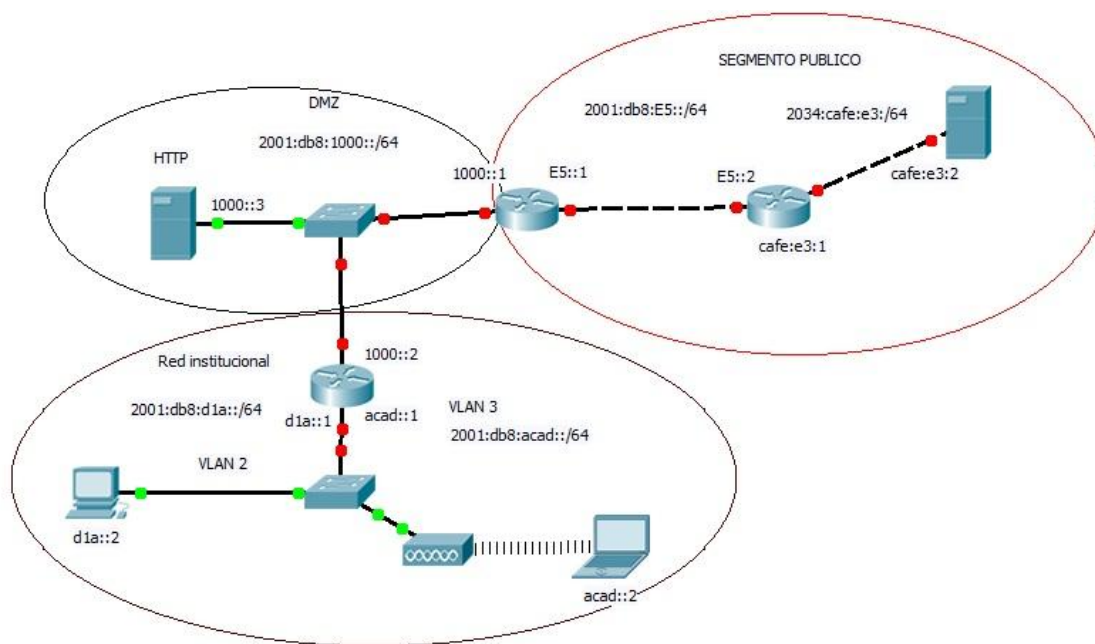 SEGMENTO PUBLICO
DMZ
2001:db8:E5::/64
2034:cafe:e3:/64
2001:db8:1000::/64
HTTP
1000::1
E5::1
E5::2
cafe:e3:2
1000::3
cafe:e3:1
Red institucional
1000::2
2001:db8:d1a::/64
d1a::1
acad::1
VLAN 3
2001:db8:acad::/64
VLAN 2
d1a::2
acad::2